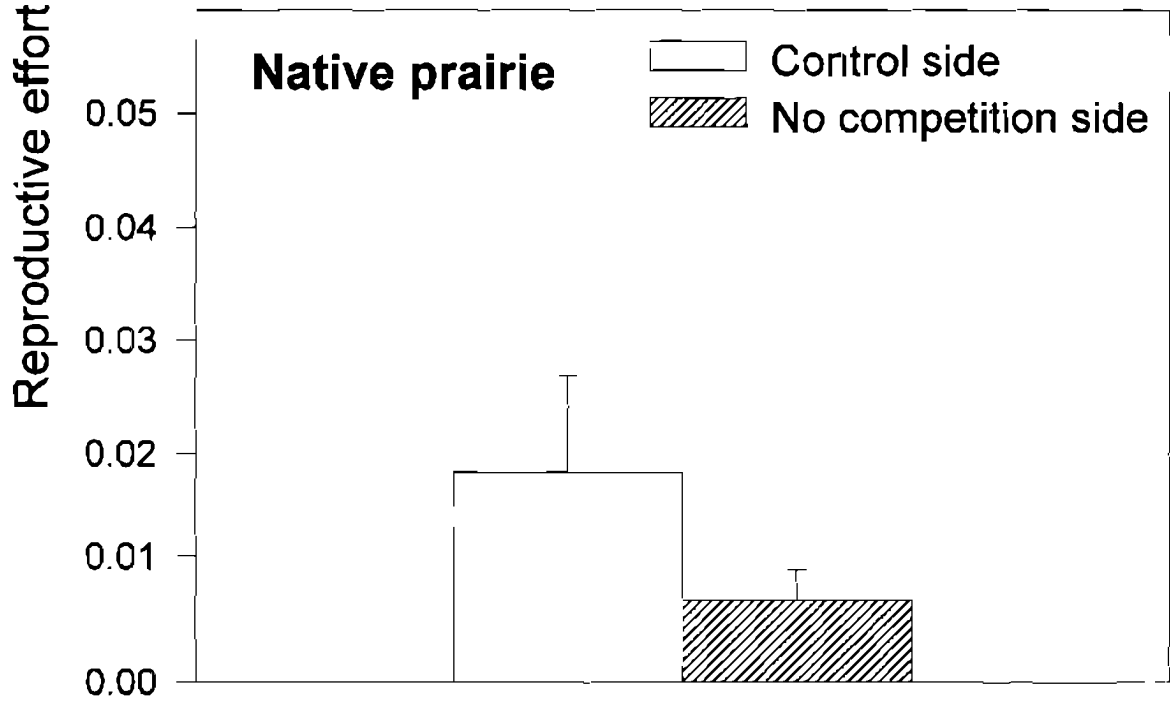 Reproductive effort
Native prairie
Control side
No competition side
0.05
0.04
0.03
0.02
0.01
0.00